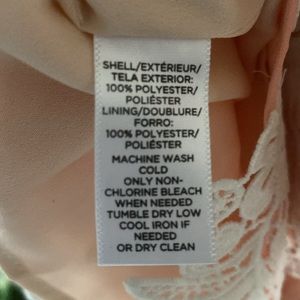 SHELL/EXTÉRIEUR/
TELA EXTERIOR:
100% POLYESTER/
POLIÉSTER
LINING/DOUBLURE/
FORRO:
100% POLYESTER/
POLIÉSTER
MACHINE WASH
COLD
ONLY NON-
CHLORINE BLEACH
WHEN NEEDED
TUMBLE DRY LOW
COOL IRON IF
NEEDED
OR DRY CLEAN